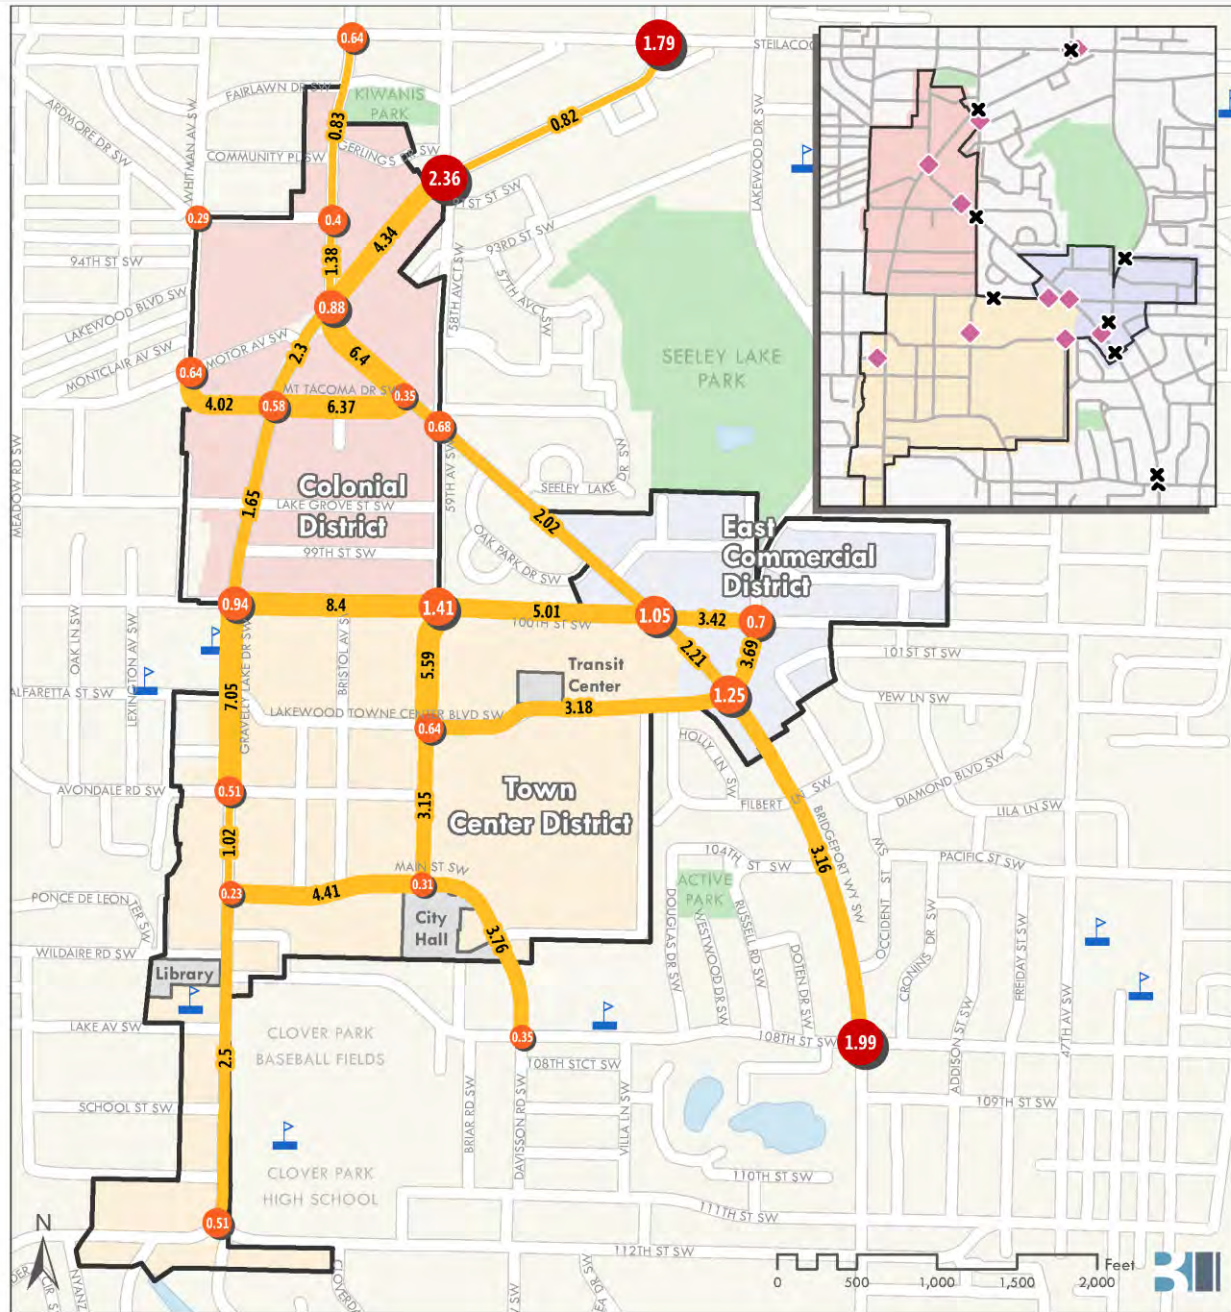 0.64
1.79
STEILACOO
FAIRLAWN DR SW
KIWANIS
PARK
ARDMORE DR SW
WHITMAN AV SW
0.83
0.82
LAKEWOOD DR SW
COMMUNITY PL SW
GERLINGS
2.36
91ST ST SW
0.29
0.4
4.34
93RD ST SW
94TH ST SW
1.38
57TH AVCT SW
58TH AVCT SW
LAKEWOOD BLVD SW
0.88
MOTOR AV SW
MONTCLAIR AV SW
2.3
6.4
SEELEY LAKE
PARK
0.64
MT TACOMA DR SW
4.02
0.58
6.37
0.35
0.68
MEADOW RD SW
59TH AV SW
SEELEY LAKE DR SW
Colonial
District
1.65
LAKE GROVE ST SW
2.02
OAK PARK DR SW
East
Commercial
District
99TH ST SW
0.94
8.4
1.41
5.01
1.05
3.42
0.7
100TH ST SW
OAK LN SW
LEXINGTON AV SW
BRISTOL AV SW
5.59
2.21
3.69
101ST ST SW
Transit
Center
ALFARETTA ST SW
7.05
GRAVELLY LAKE DR SW
1.25
YEW LN SW
LAKEWOOD TOWNE CENTER BLVD SW
3.18
0.64
HOLLY LN SW
AVONDALE RD SW
0.51
3.15
Town
Center District
FILBERT LN SW
DIAMOND BLVD SW
LILA LN SW
BRIDGEPORT WY SW
1.02
3.16
MAIN ST SW
104TH ST SW
PACIFIC ST SW
0.23
4.41
0.31
ACTIVE
PARK
PONCE DE LEON
TER SW
City
Hall
3.76
DOUGLAS DR SW
WESTWOOD DR SW
RUSSELL RD SW
DOTEN DR SW
OCCIDENT ST SW
CRONINS DR SW
FREIDAY ST SW
WILDAIRE RD SW
Library
LAKE AV SW
CLOVER PARK
BASEBALL FIELDS
2.5
0.35
108TH STCT SW
108TH ST SW
1.99
ADDISON ST SW
47TH AV SW
SCHOOL ST SW
BRIAR RD SW
DAVISSON RD SW
VILLA LN SW
109TH ST SW
CLOVER PARK
HIGH SCHOOL
110TH ST SW
111TH ST SW
0.51
N
112TH ST SW
Feet
0 500 1,000 1,500 2,000